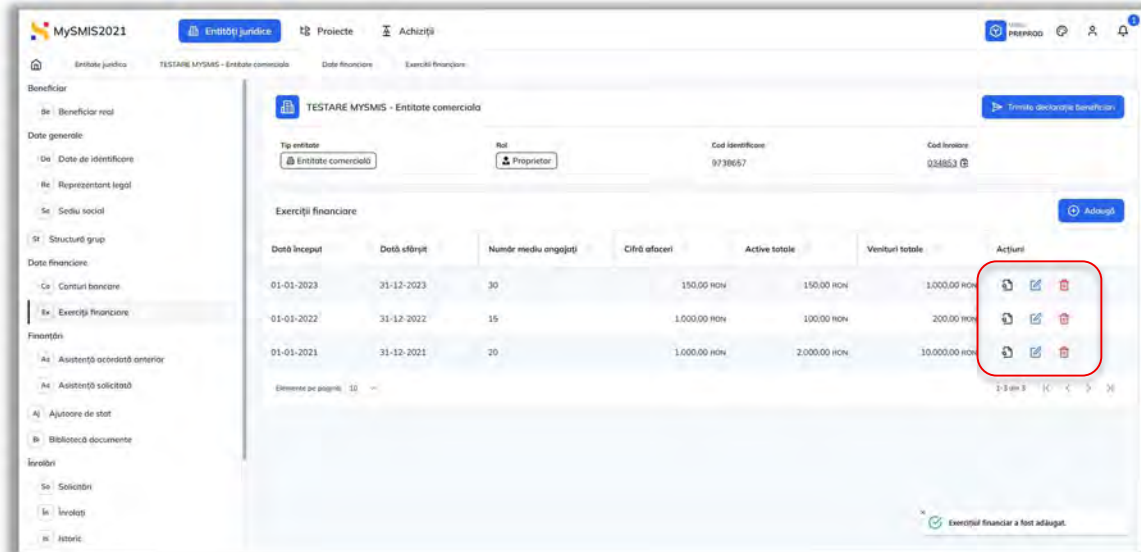 MySMIS2021 Entități juridice Proiecte Achiziții PREPROD 1
Entitate juridica TESTARE MYSMIS - Entitate comerciala Date financiare Exercitii financiare
Beneficiar
Be Beneficiar real
Date generale
Da Date de identificare
Re Reprezentant legal
Se Sediu social
St Structură grup
Date financiare
Co Conturi bancare
Ex Exerciții financiare
Finanțări
As Asistență acordată anterior
As Asistență solicitată
Aj Ajutoare de stat
Bi Bibliotecă documente
Înrolări
So Solicitări
În Înrolați
Is Istoric
TESTARE MYSMIS - Entitate comerciala Trimite declarație beneficiari
Tip entitate Rol Cod identificare Cod înrolare
Entitate comercială Proprietar 9738657 034853
Exerciții financiare Adaugă
Dată început Dată sfârșit Număr mediu angajați Cifră afaceri Active totale Venituri totale Acțiuni
01-01-2023 31-12-2023 30 150,00 RON 150,00 RON 1.000,00 RON
01-01-2022 31-12-2022 15 1.000,00 RON 100,00 RON 200,00 RON
01-01-2021 31-12-2021 20 1.000,00 RON 2.000,00 RON 10.000,00 RON
Elemente pe pagină 10 1-3 din 3
Exercițiul financiar a fost adăugat.